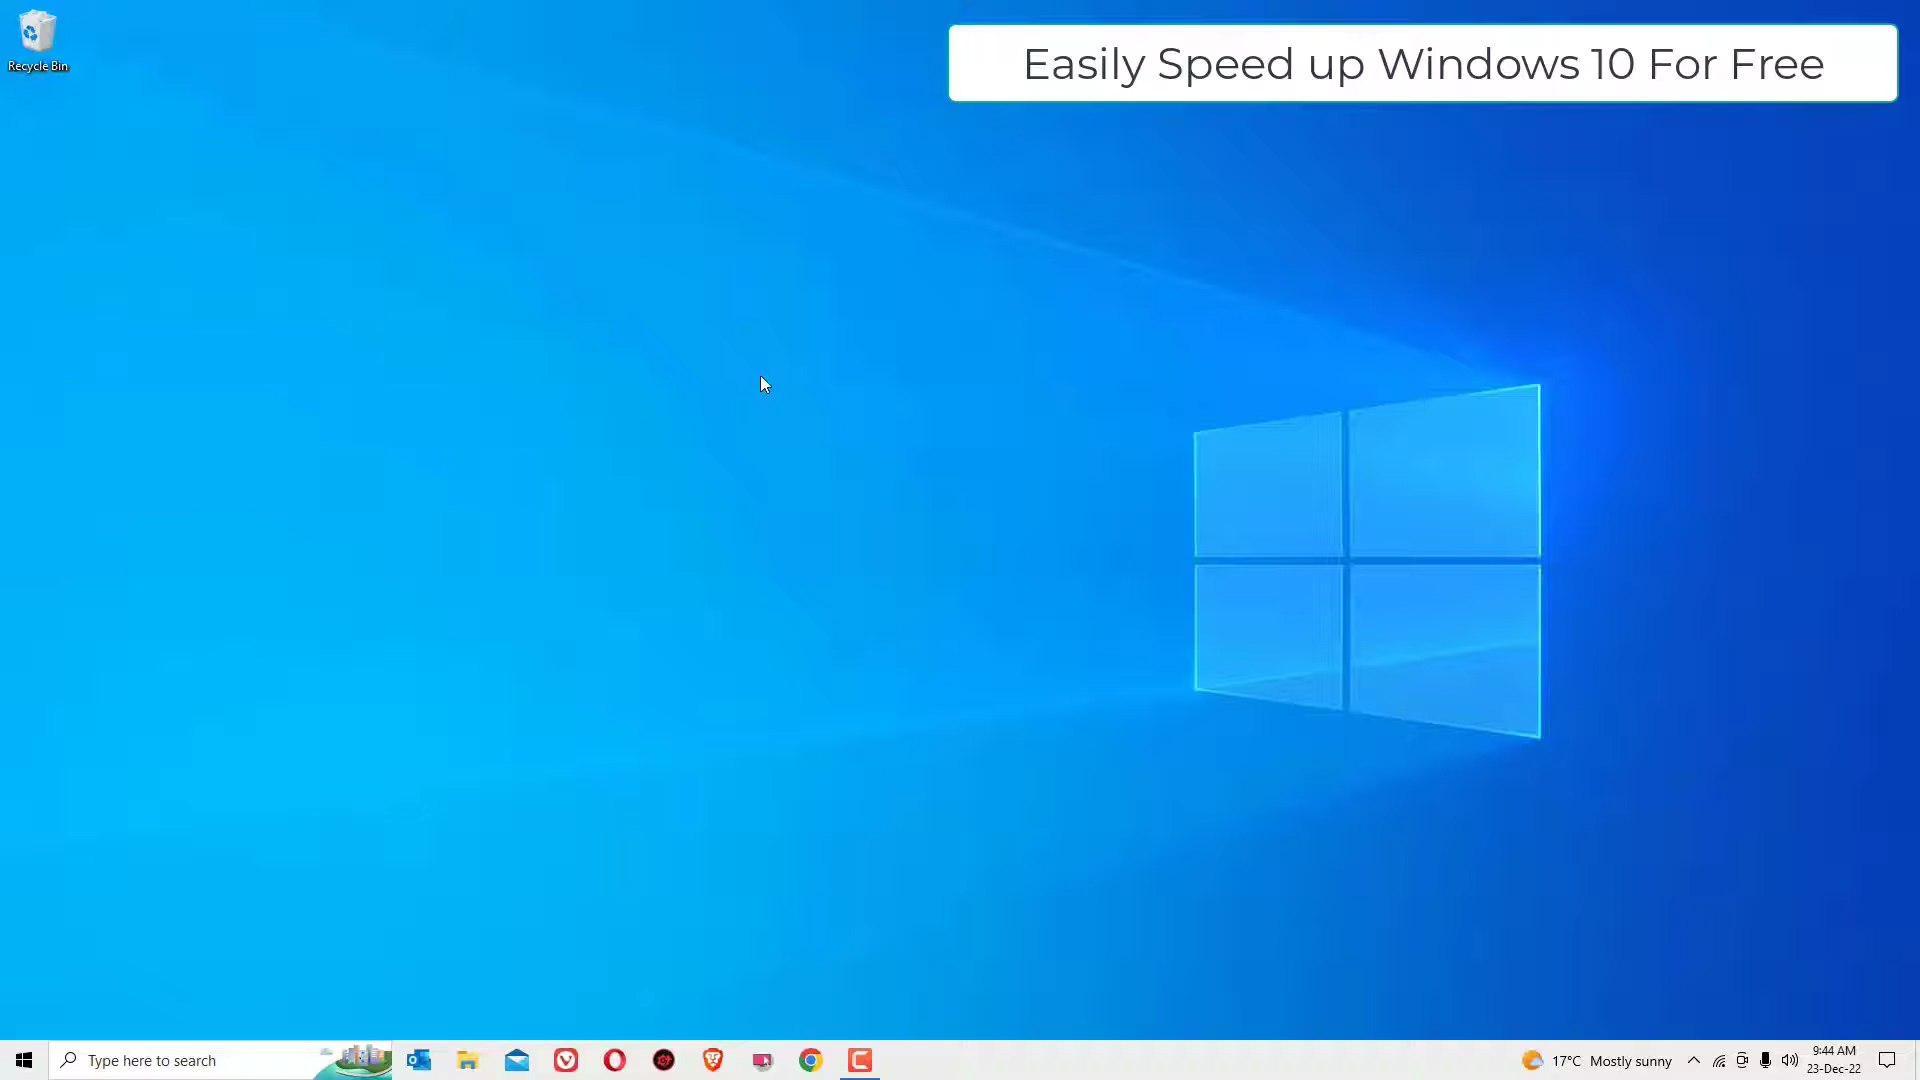 Recycle Bin
Easily Speed up Windows 10 For Free
Type here to search
17°C Mostly sunny
9:44 AM
23-Dec-22